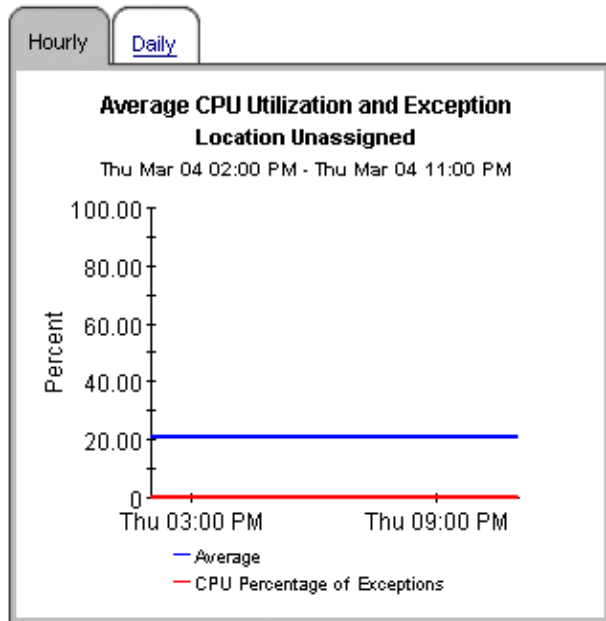 Hourly
Daily
Average CPU Utilization and Exception
Location Unassigned
Thu Mar 04 02:00 PM - Thu Mar 04 11:00 PM
100.00
80.00
60.00
40.00
20.00
0
Percent
Thu 03:00 PM Thu 09:00 PM
Average
CPU Percentage of Exceptions